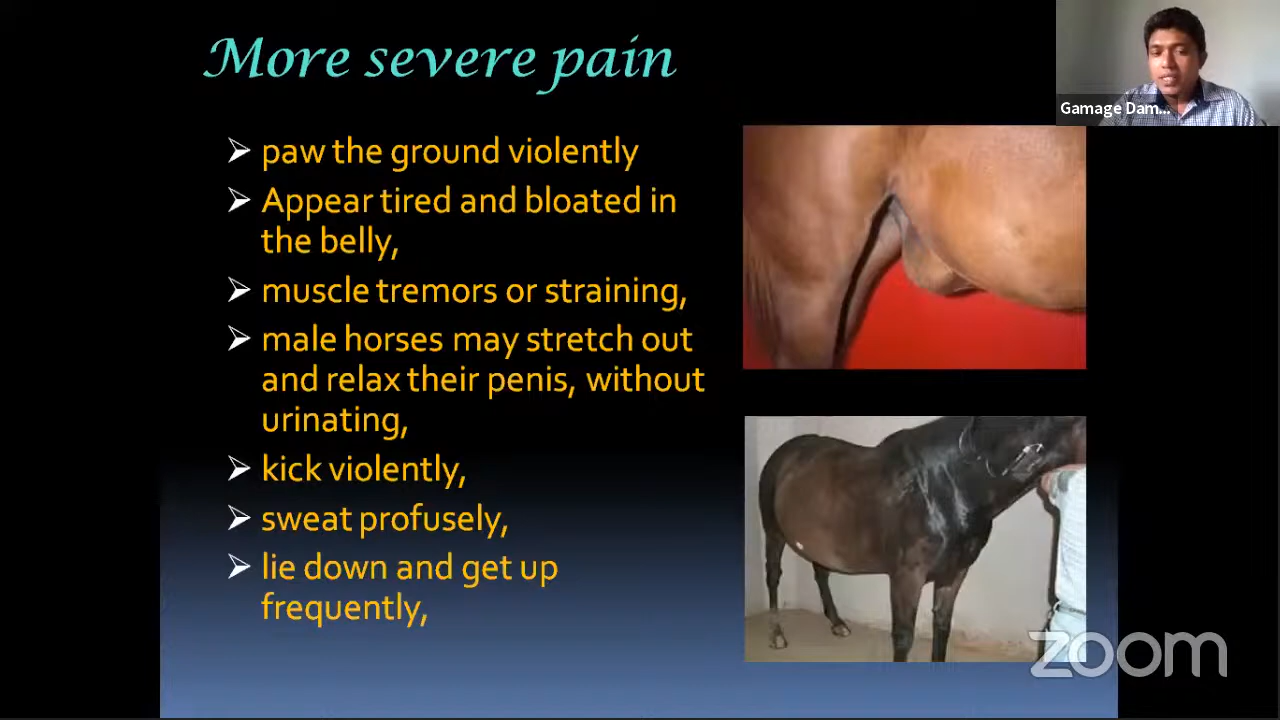 More severe pain
Gamage Dam...
➢ paw the ground violently
➢ Appear tired and bloated in
the belly,
➢ muscle tremors or straining,
➢ male horses may stretch out
and relax their penis, without
urinating,
➢ kick violently,
➢ sweat profusely,
➢ lie down and get up
frequently,
zoom